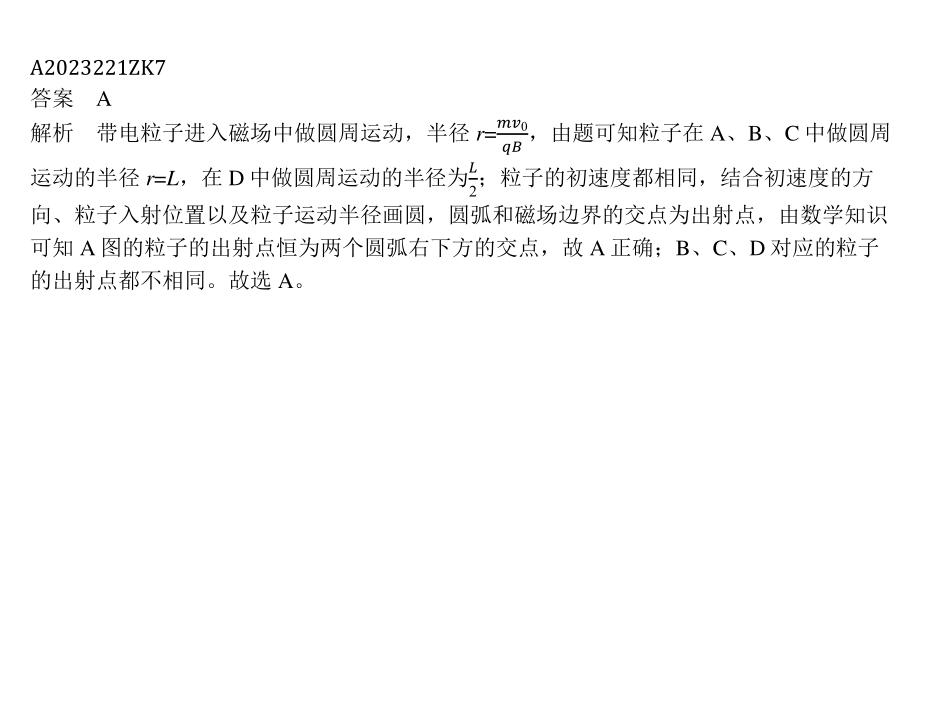 A2023221ZK7
答案　A
解析　带电粒子进入磁场中做圆周运动，半径 r=mv₀/qB，由题可知粒子在 A、B、C 中做圆周
运动的半径 r=L，在 D 中做圆周运动的半径为L/2；粒子的初速度都相同，结合初速度的方
向、粒子入射位置以及粒子运动半径画圆，圆弧和磁场边界的交点为出射点，由数学知识
可知 A 图的粒子的出射点恒为两个圆弧右下方的交点，故 A 正确；B、C、D 对应的粒子
的出射点都不相同。故选 A。